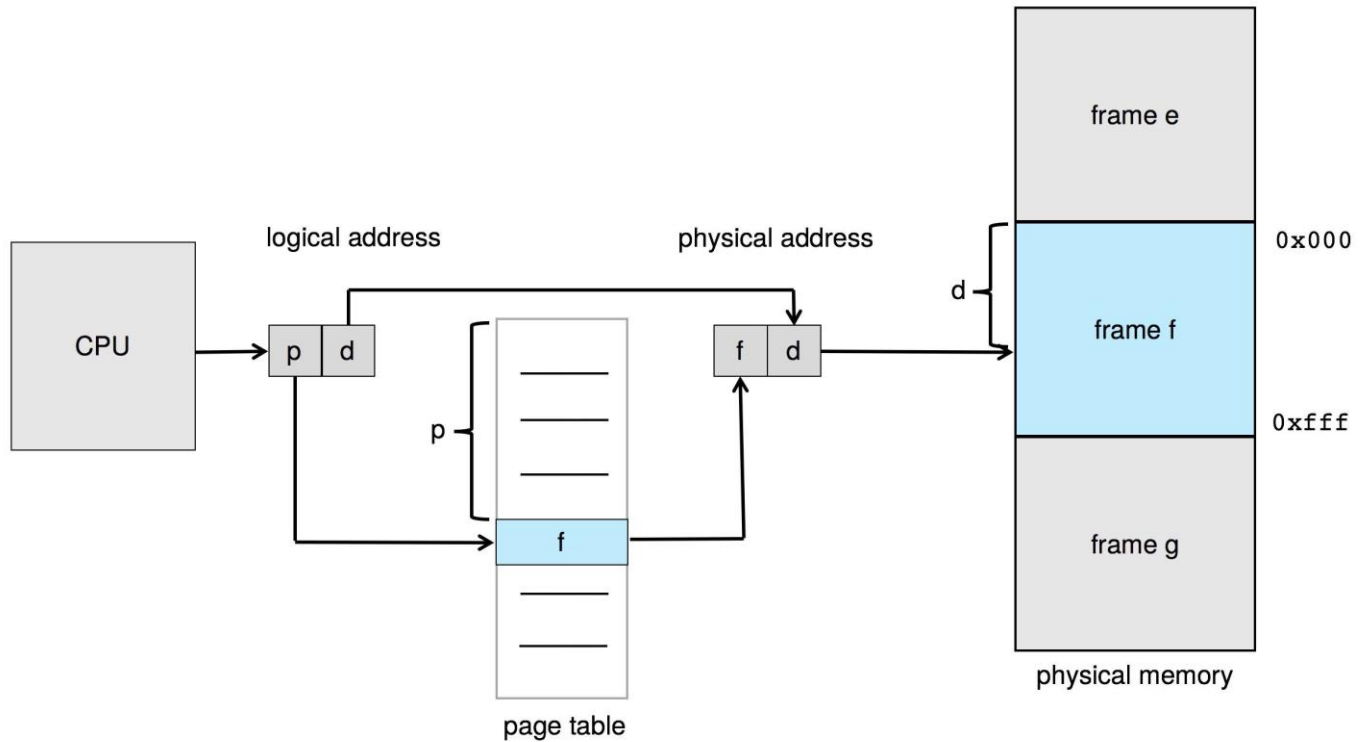 frame e
logical address
physical address
0x000
d
frame f
CPU
p
d
f
d
p
0xfff
f
frame g
physical memory
page table